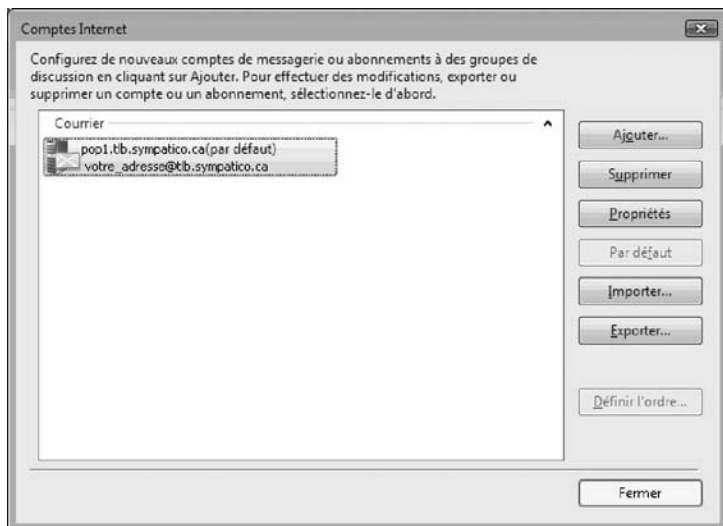 Comptes Internet
Configurez de nouveaux comptes de messagerie ou abonnements à des groupes de
discussion en cliquant sur Ajouter. Pour effectuer des modifications, exporter ou
supprimer un compte ou un abonnement, sélectionnez-le d'abord.
Courrier
pop1.tlb.sympatico.ca(par défaut)
votre_adresse@tlb.sympatico.ca
Ajouter...
Supprimer
Propriétés
Par défaut
Importer...
Exporter...
Définir l'ordre...
Fermer